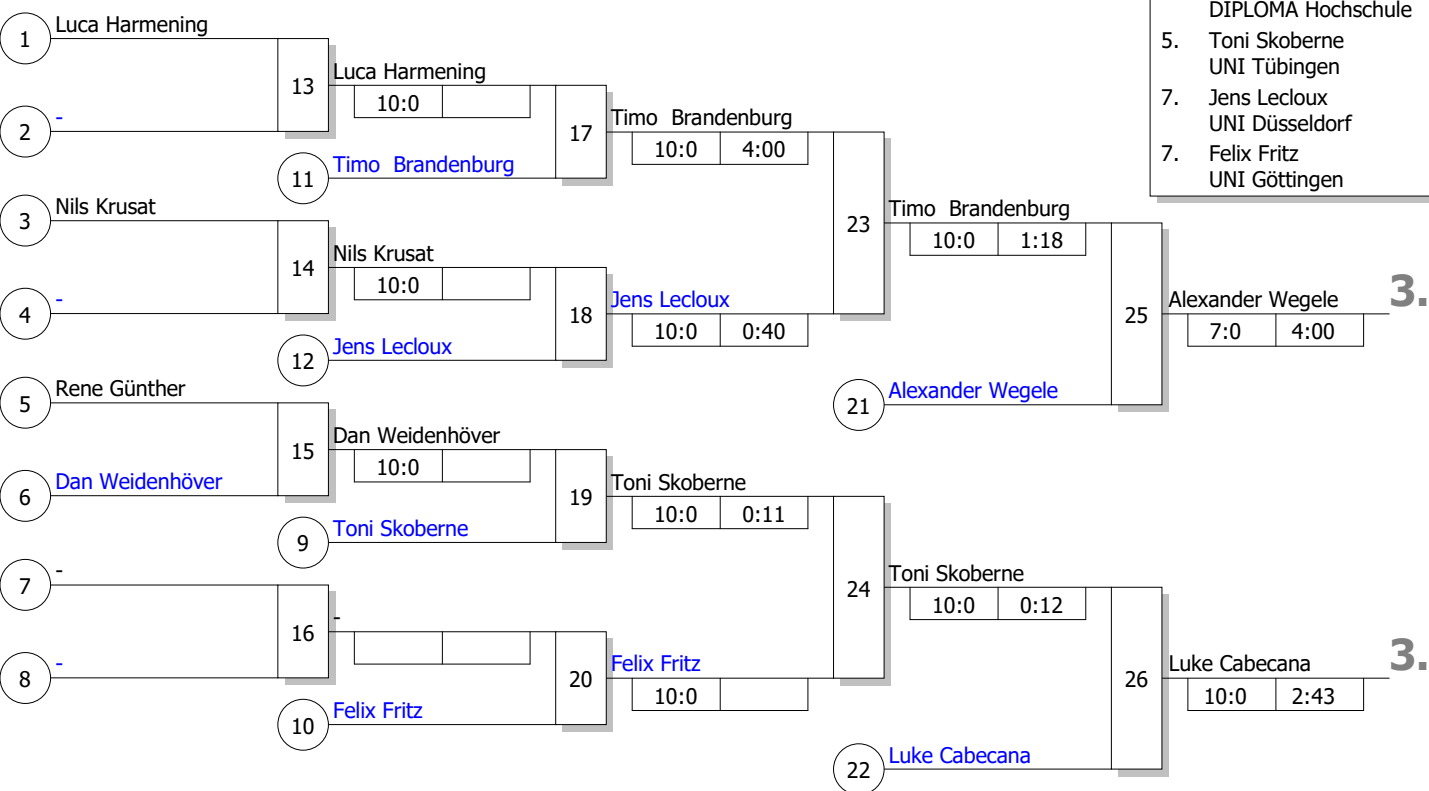 DIPLOMA Hochschule
5. Toni Skoberne
UNI Tübingen
7. Jens Lecloux
UNI Düsseldorf
7. Felix Fritz
UNI Göttingen
1 Luca Harmening
2 -
13 Luca Harmening
10:0
11 Timo  Brandenburg
17 Timo  Brandenburg
10:0 4:00
3 Nils Krusat
4 -
14 Nils Krusat
10:0
12 Jens Lecloux
18 Jens Lecloux
10:0 0:40
23 Timo  Brandenburg
10:0 1:18
21 Alexander Wegele
25 Alexander Wegele 3.
7:0 4:00
5 Rene Günther
6 Dan Weidenhöver
15 Dan Weidenhöver
10:0
9 Toni Skoberne
19 Toni Skoberne
10:0 0:11
7 -
8 -
16 -
10 Felix Fritz
20 Felix Fritz
10:0
24 Toni Skoberne
10:0 0:12
22 Luke Cabecana
26 Luke Cabecana 3.
10:0 2:43